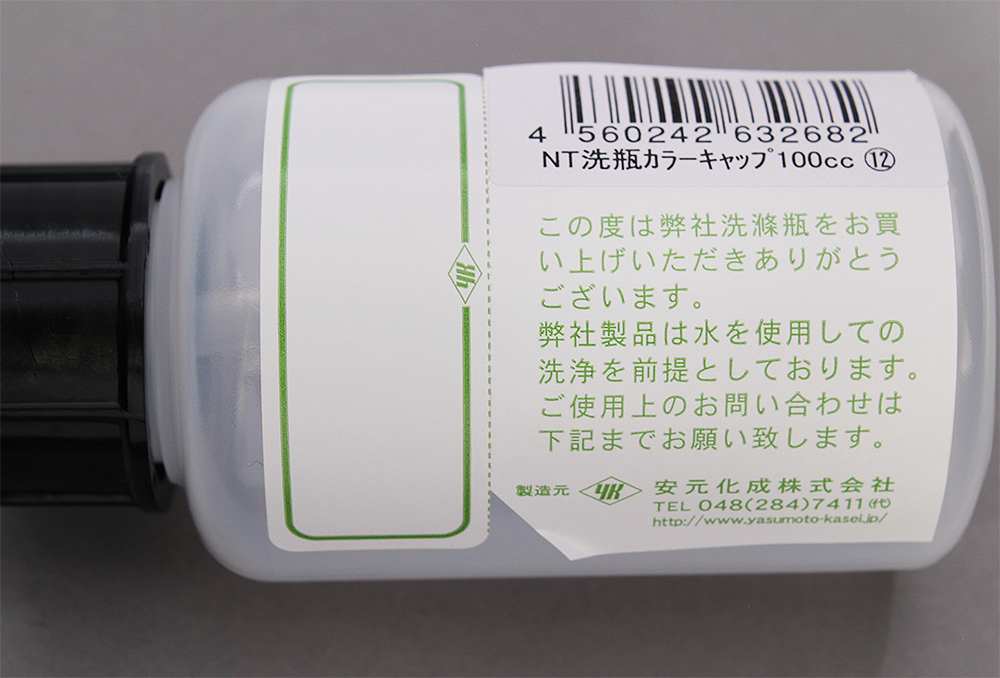 4 560242 632682
NT洗瓶カラーキャップ100cc ⑫
この度は弊社洗滌瓶をお買
い上げいただきありがとう
ございます。
弊社製品は水を使用しての
洗浄を前提としております。
ご使用上のお問い合わせは
下記までお願い致します。
製造元 YK 安元化成株式会社
TEL 048(284)7411㈹
http://www.yasumoto-kasei.jp/
YK